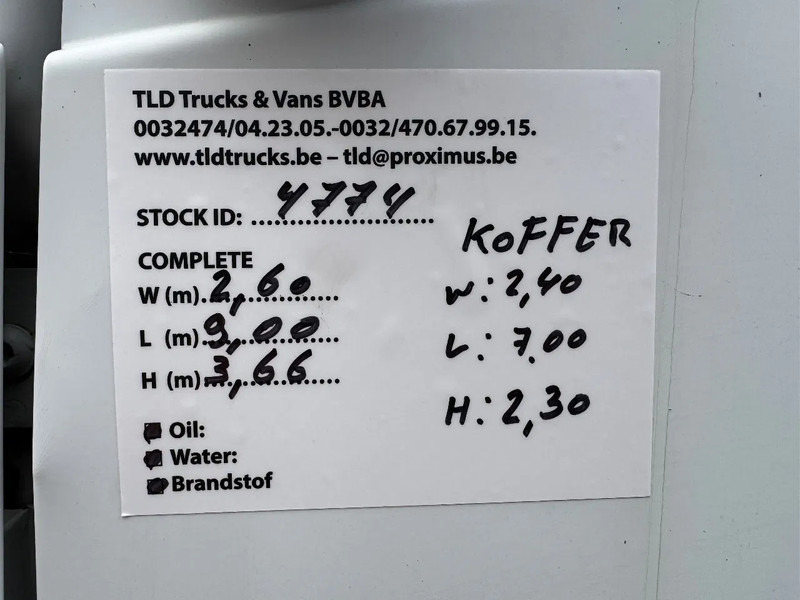 TLD Trucks & Vans BVBA
0032474/04.23.05.-0032/470.67.99.15.
www.tldtrucks.be – tld@proximus.be
STOCK ID: 4774
COMPLETE
W (m) 2,60
L (m) 9,00
H (m) 3,66
Oil:
Water:
Brandstof
KOFFER
W: 2,40
L: 7.00
H: 2,30